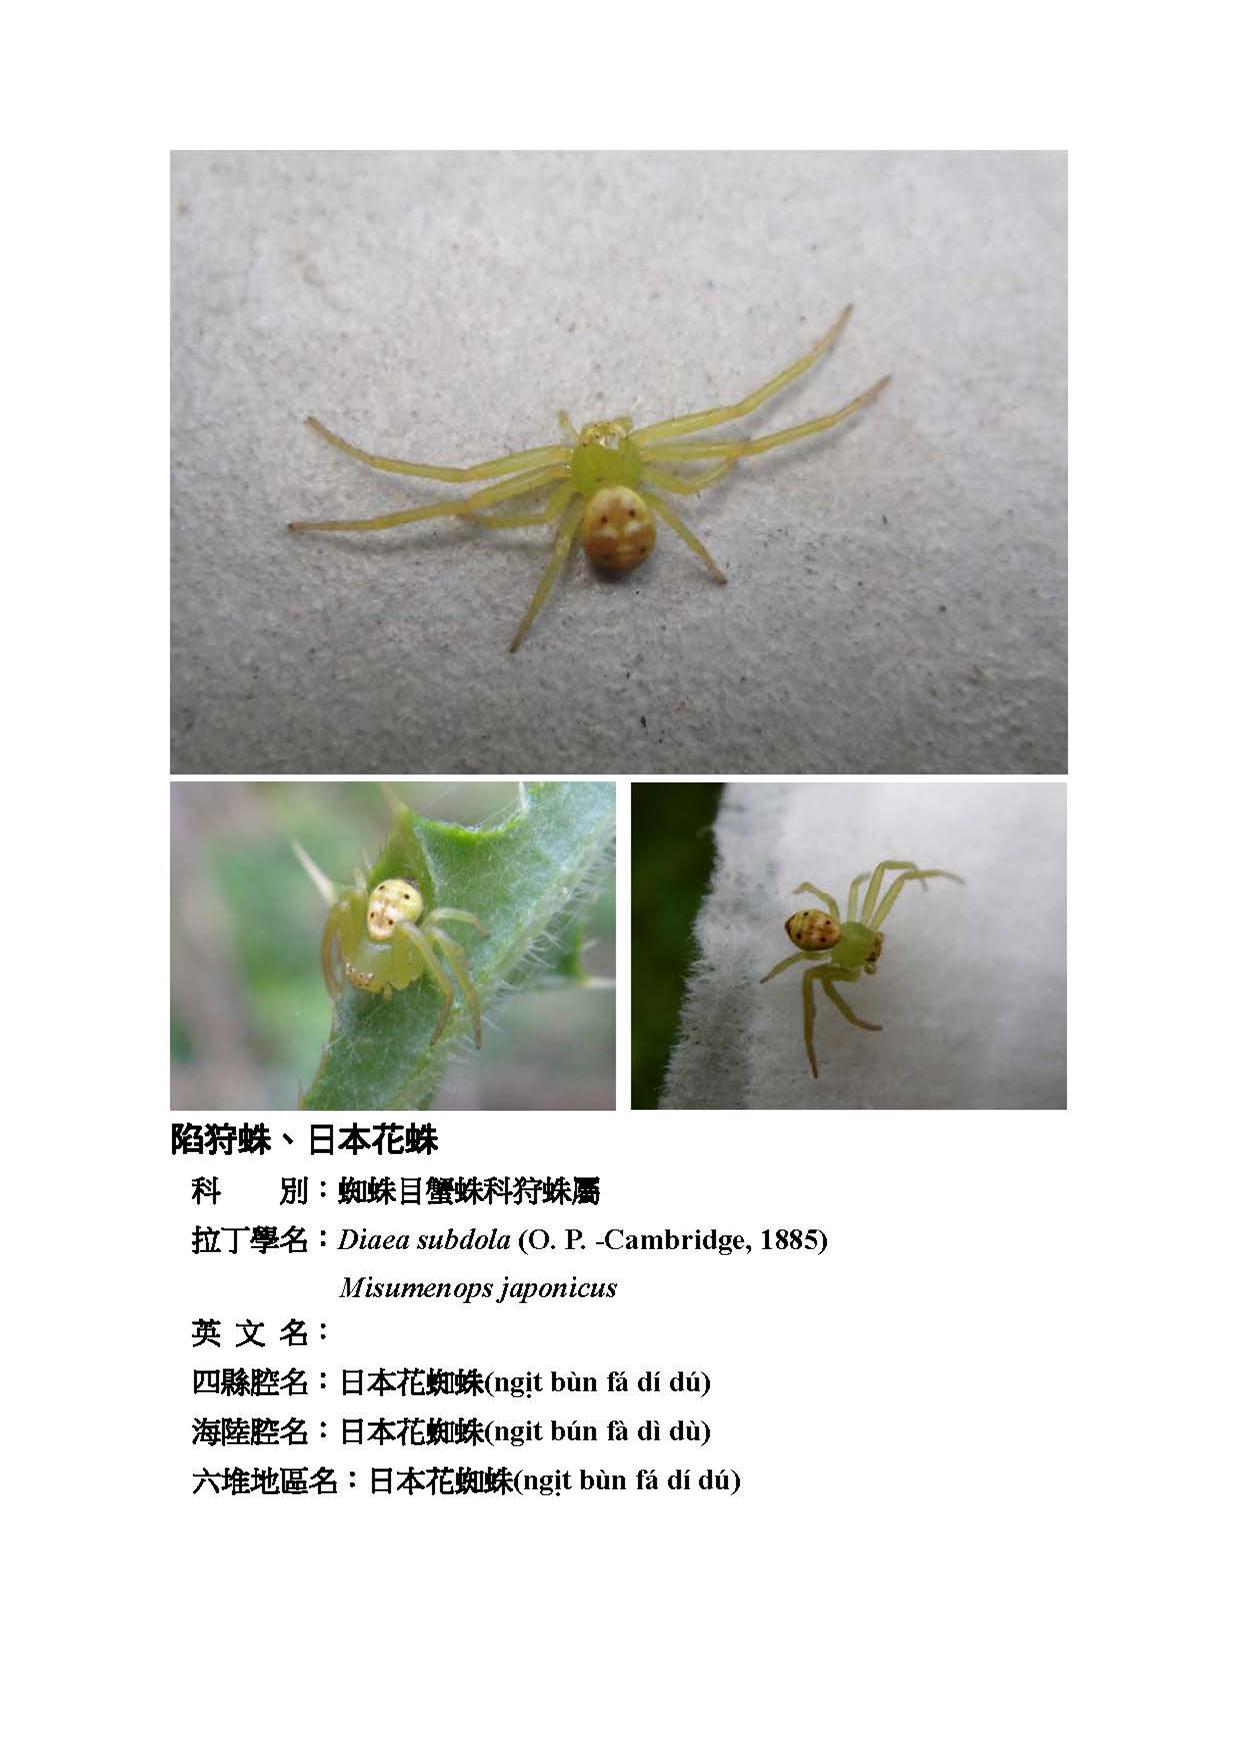 陷狩蛛、日本花蛛
科　　別：蜘蛛目蟹蛛科狩蛛屬
拉丁學名：Diaea subdola (O. P. -Cambridge, 1885)
Misumenops japonicus
英 文 名：
四縣腔名：日本花蜘蛛(ngi̠t bùn fá dí dú)
海陸腔名：日本花蜘蛛(ngit bún fà dì dù)
六堆地區名：日本花蜘蛛(ngi̠t bùn fá dí dú)